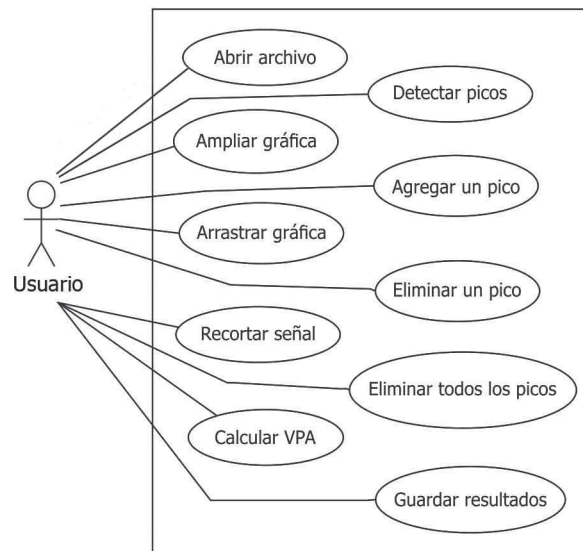 Abrir archivo
Detectar picos
Ampliar gráfica
Agregar un pico
Arrastrar gráfica
Usuario
Eliminar un pico
Recortar señal
Eliminar todos los picos
Calcular VPA
Guardar resultados